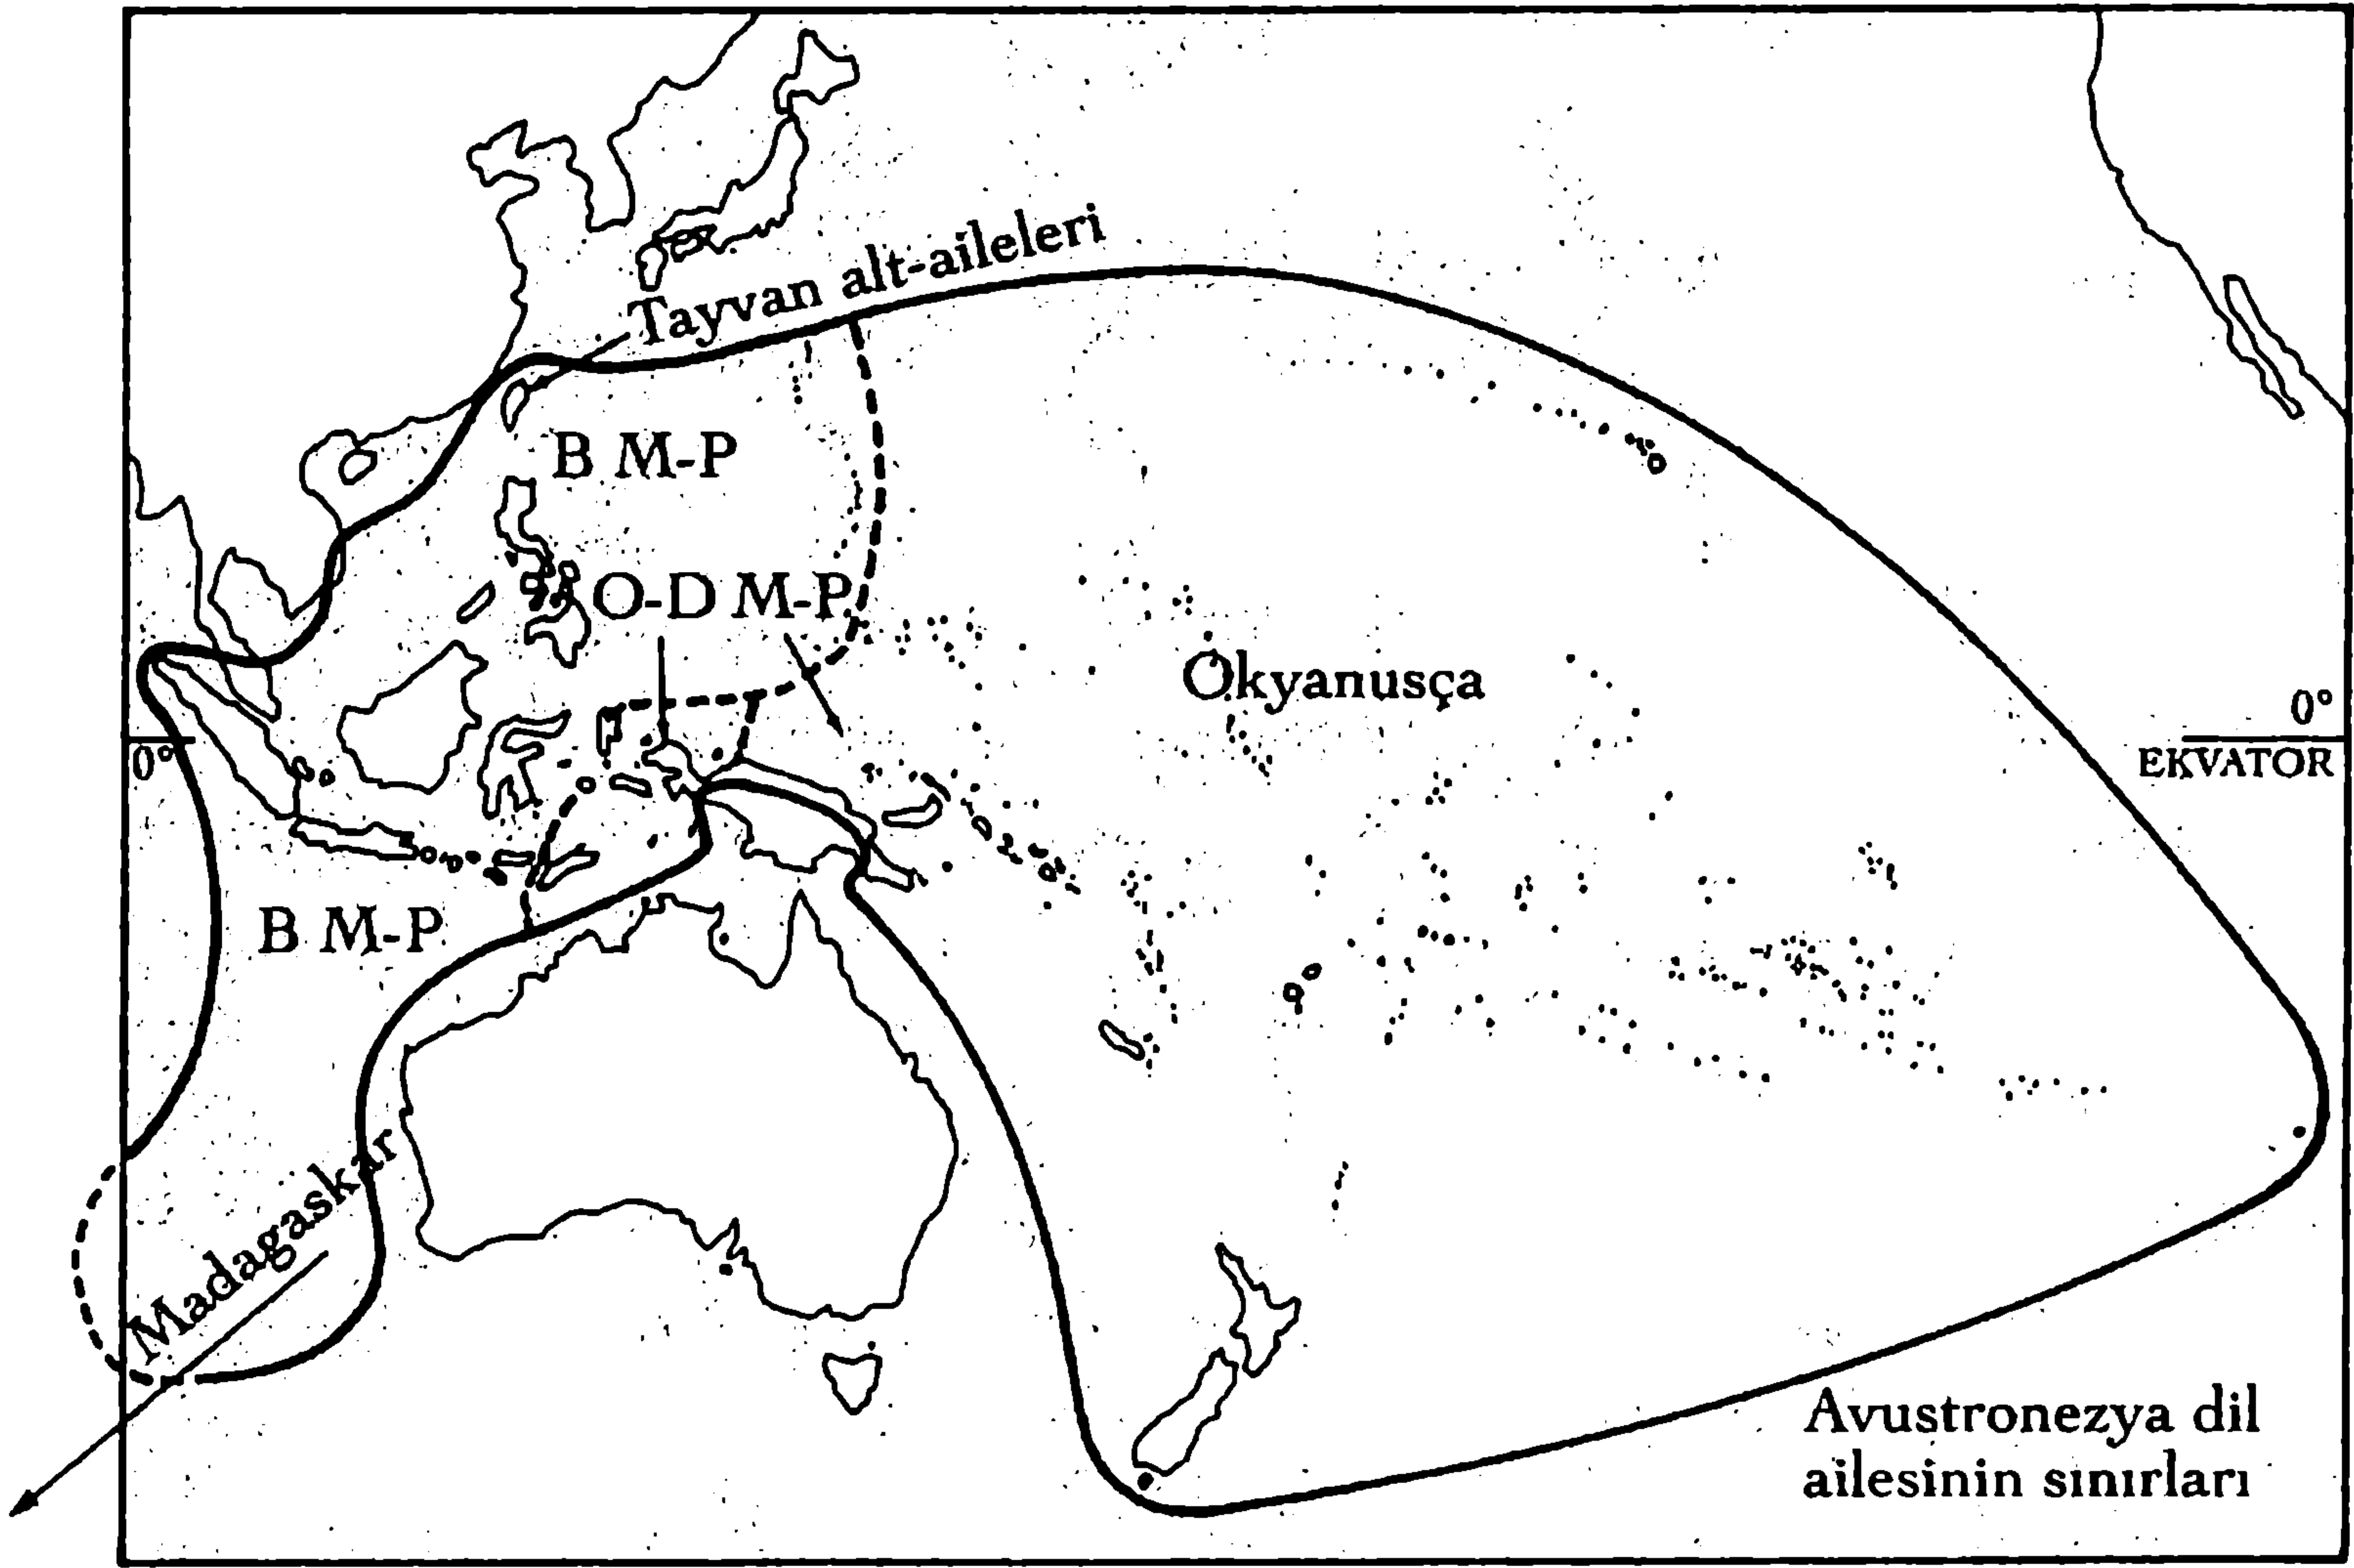 Tayvan alt-aileleri
B M-P
O-D M-P
Okyanusça
0°
EKVATOR
0°
B M-P
Madagaskar
Avustronezya dil
ailesinin sınırları